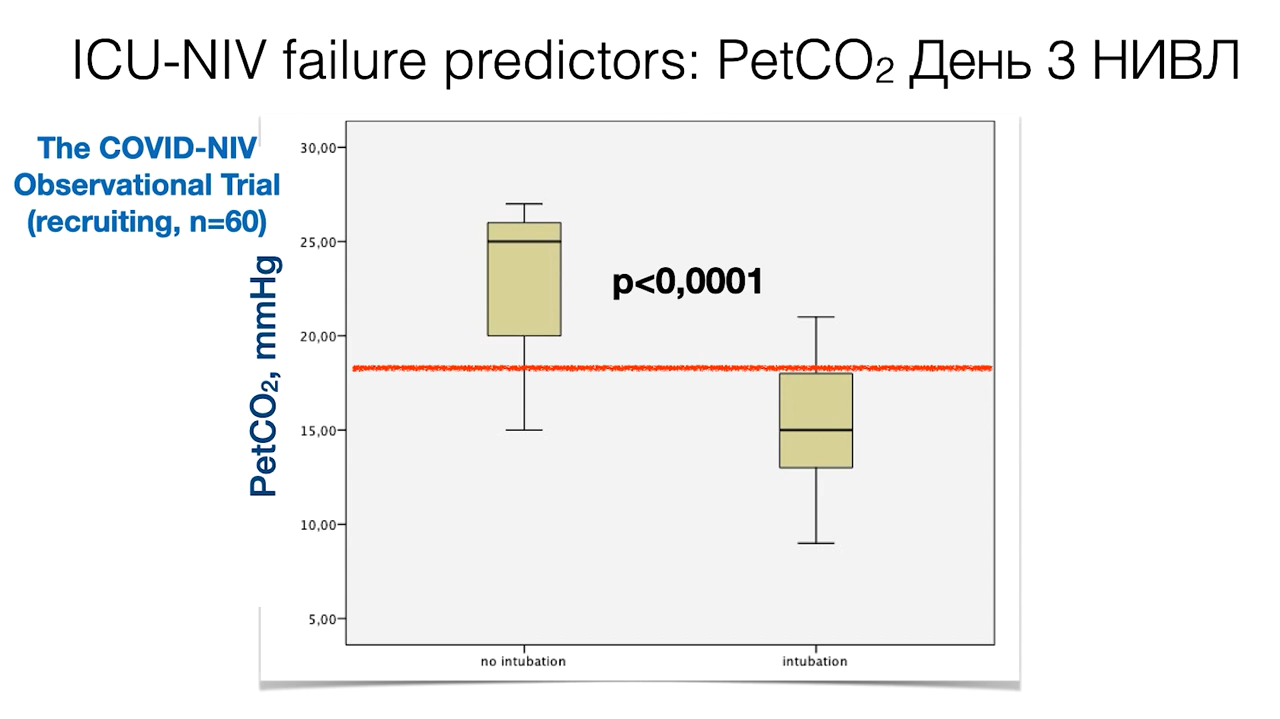 ICU-NIV failure predictors: PetCO₂ День 3 НИВЛ
The COVID-NIV
Observational Trial
(recruiting, n=60)
PetCO₂, mmHg
30,00
25,00
20,00
15,00
10,00
5,00
p<0,0001
no intubation
intubation